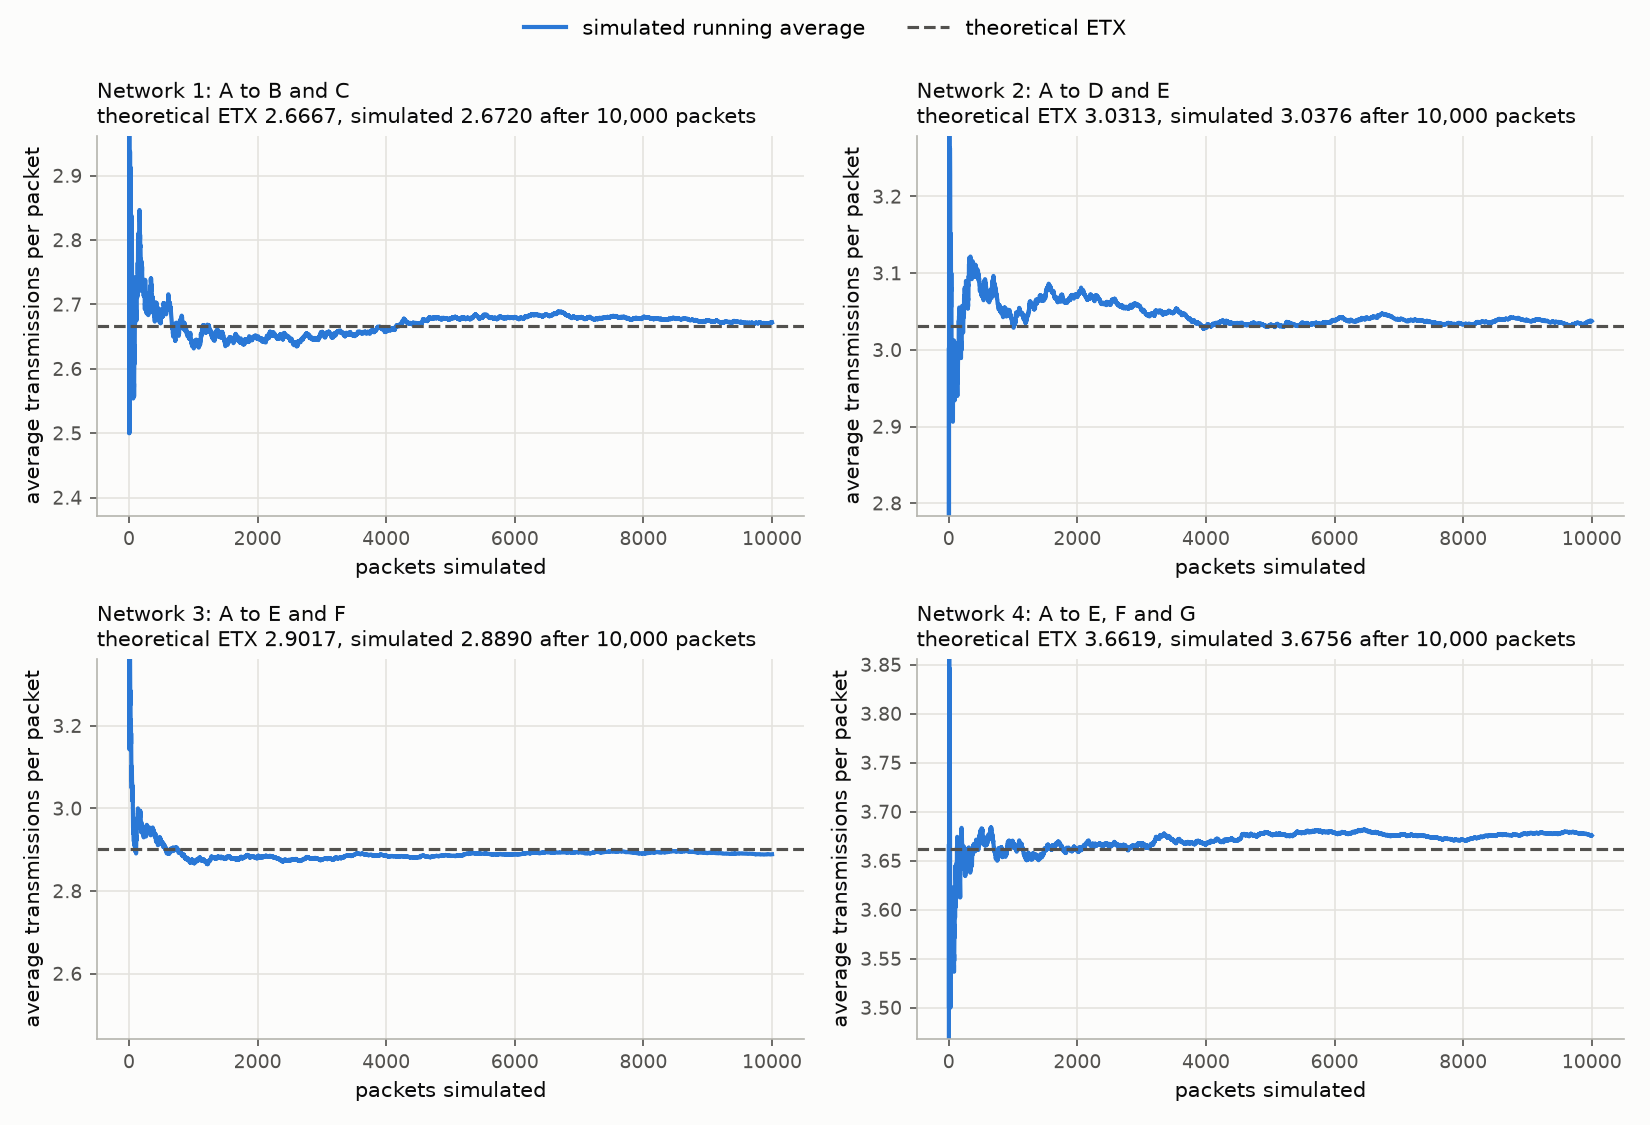 simulated running average
theoretical ETX
Network 1: A to B and C
theoretical ETX 2.6667, simulated 2.6720 after 10,000 packets
average transmissions per packet
2.9
2.8
2.7
2.6
2.5
2.4
0 2000 4000 6000 8000 10000
packets simulated
Network 2: A to D and E
theoretical ETX 3.0313, simulated 3.0376 after 10,000 packets
average transmissions per packet
3.2
3.1
3.0
2.9
2.8
0 2000 4000 6000 8000 10000
packets simulated
Network 3: A to E and F
theoretical ETX 2.9017, simulated 2.8890 after 10,000 packets
average transmissions per packet
3.2
3.0
2.8
2.6
0 2000 4000 6000 8000 10000
packets simulated
Network 4: A to E, F and G
theoretical ETX 3.6619, simulated 3.6756 after 10,000 packets
average transmissions per packet
3.85
3.80
3.75
3.70
3.65
3.60
3.55
3.50
0 2000 4000 6000 8000 10000
packets simulated